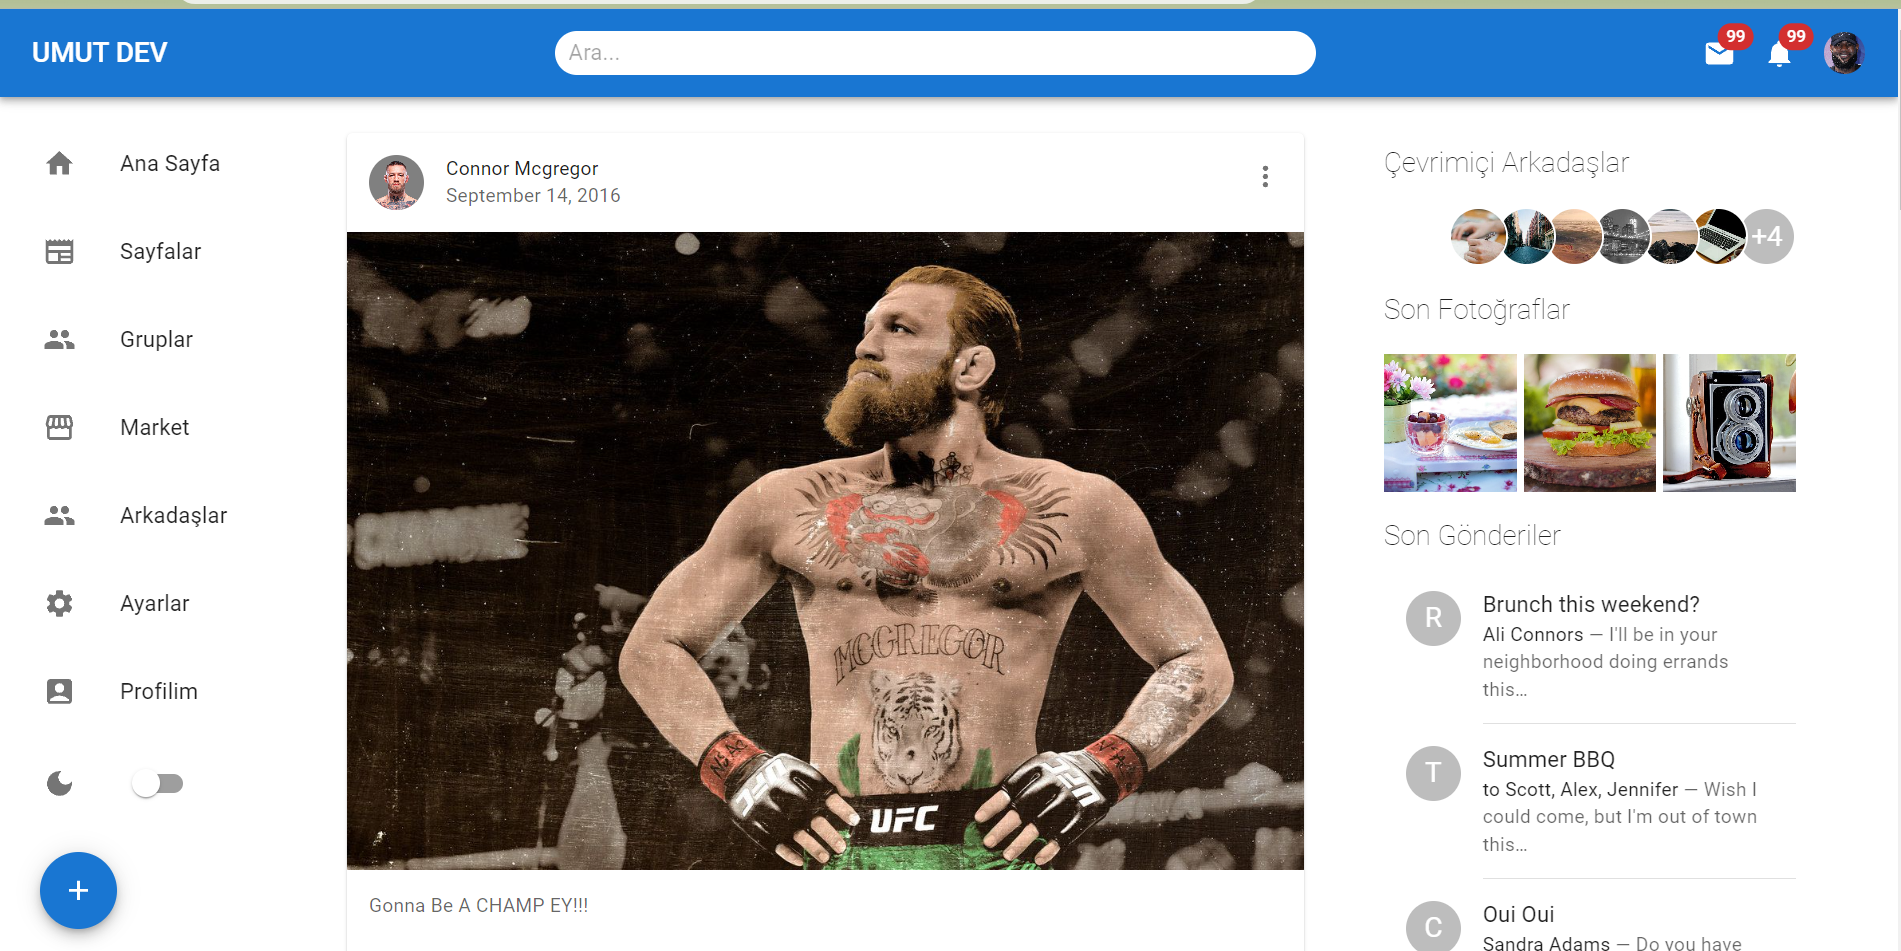 UMUT DEV
Ara...
99
99
Ana Sayfa
Sayfalar
Gruplar
Market
Arkadaşlar
Ayarlar
Profilim
+
Connor Mcgregor
September 14, 2016
MCGREGOR
UFC
UFC
UFC
Gonna Be A CHAMP EY!!!
Çevrimiçi Arkadaşlar
+4
Son Fotoğraflar
Son Gönderiler
R
Brunch this weekend?
Ali Connors — I'll be in your
neighborhood doing errands
this…
T
Summer BBQ
to Scott, Alex, Jennifer — Wish I
could come, but I'm out of town
this…
C
Oui Oui
Sandra Adams — Do you have